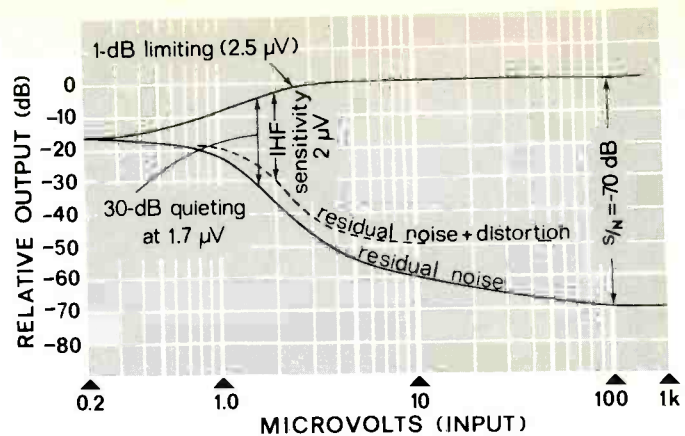 1-dB limiting (2.5 µV)
0
-10
-20
-30
-40
-50
-60
-70
-80
RELATIVE OUTPUT (dB)
IHF
sensitivity
2 µV
30-dB quieting
at 1.7 µV
residual noise + distortion
residual noise
S/N = -70 dB
0.2
1.0
10
100
1k
MICROVOLTS (INPUT)